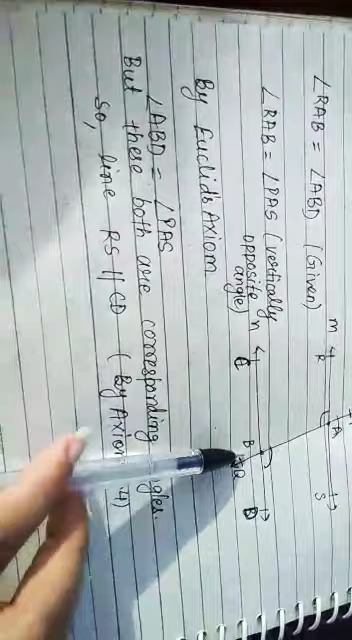 ∠RAB = ∠ABD (Given)
∠RAB = ∠PAS (vertically
opposite
angle)
By Euclid's Axiom
∠ABD = ∠PAS
But these both are corresponding
gles.
So, line RS || CD (By Axiom
4)
m
R
A
S
n
C
B
Q
D